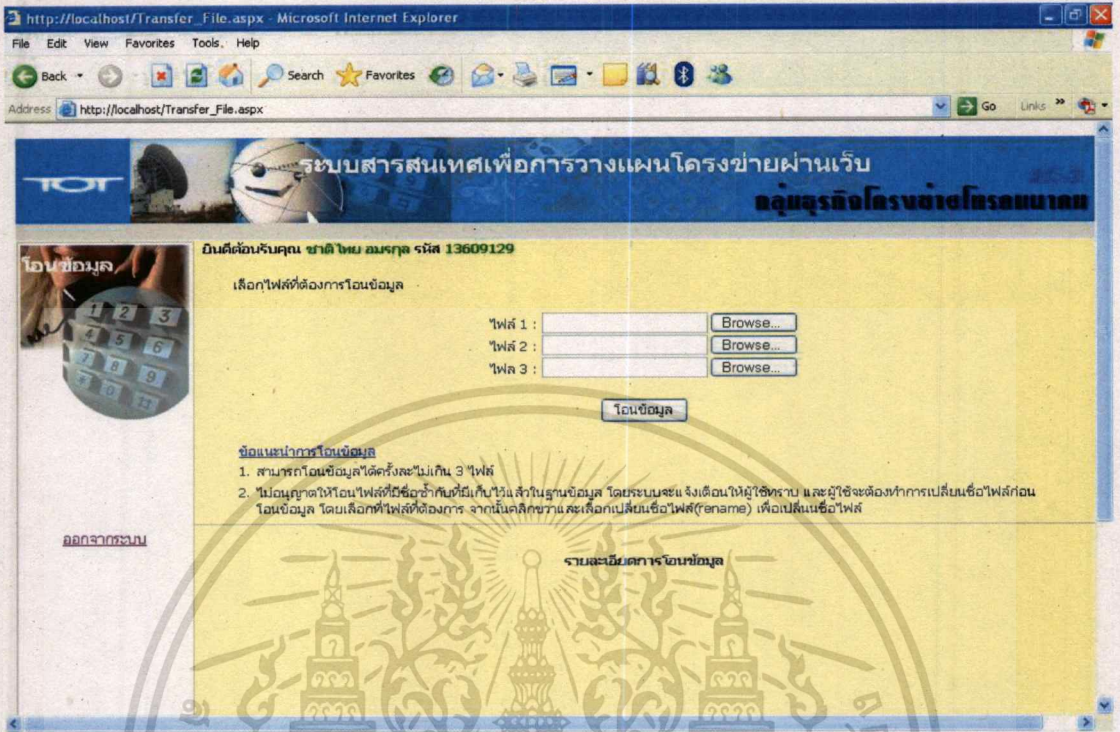 http://localhost/Transfer_File.aspx - Microsoft Internet Explorer
File Edit View Favorites Tools Help
Back Search Favorites
Address http://localhost/Transfer_File.aspx Go Links
TOT
ระบบสารสนเทศเพื่อการวางแผนโครงข่ายผ่านเว็บ
กลุ่มธุรกิจโครงข่ายโทรคมนาคม
โอนข้อมูล
1 2 3
4 5 6
7 8 9
0
ยินดีต้อนรับคุณ ชาติไทย อมรกุล รหัส 13609129
เลือกไฟล์ที่ต้องการโอนข้อมูล
ไฟล์ 1 : Browse...
ไฟล์ 2 : Browse...
ไฟล 3 : Browse...
โอนข้อมูล
ข้อแนะนำการโอนข้อมูล
1. สามารถโอนข้อมูลได้ครั้งละไม่เกิน 3 ไฟล์
2. ไม่อนุญาตให้โอนไฟล์ที่มีชื่อซ้ำกับที่มีเก็บไว้แล้วในฐานข้อมูล โดยระบบจะแจ้งเตือนให้ผู้ใช้ทราบ และผู้ใช้จะต้องทำการเปลี่ยนชื่อไฟล์ก่อน
โอนข้อมูล โดยเลือกที่ไฟล์ที่ต้องการ จากนั้นคลิกขวาและเลือกเปลี่ยนชื่อไฟล์(rename) เพื่อเปลี่ยนชื่อไฟล์
ออกจากระบบ
รายละเอียดการโอนข้อมูล